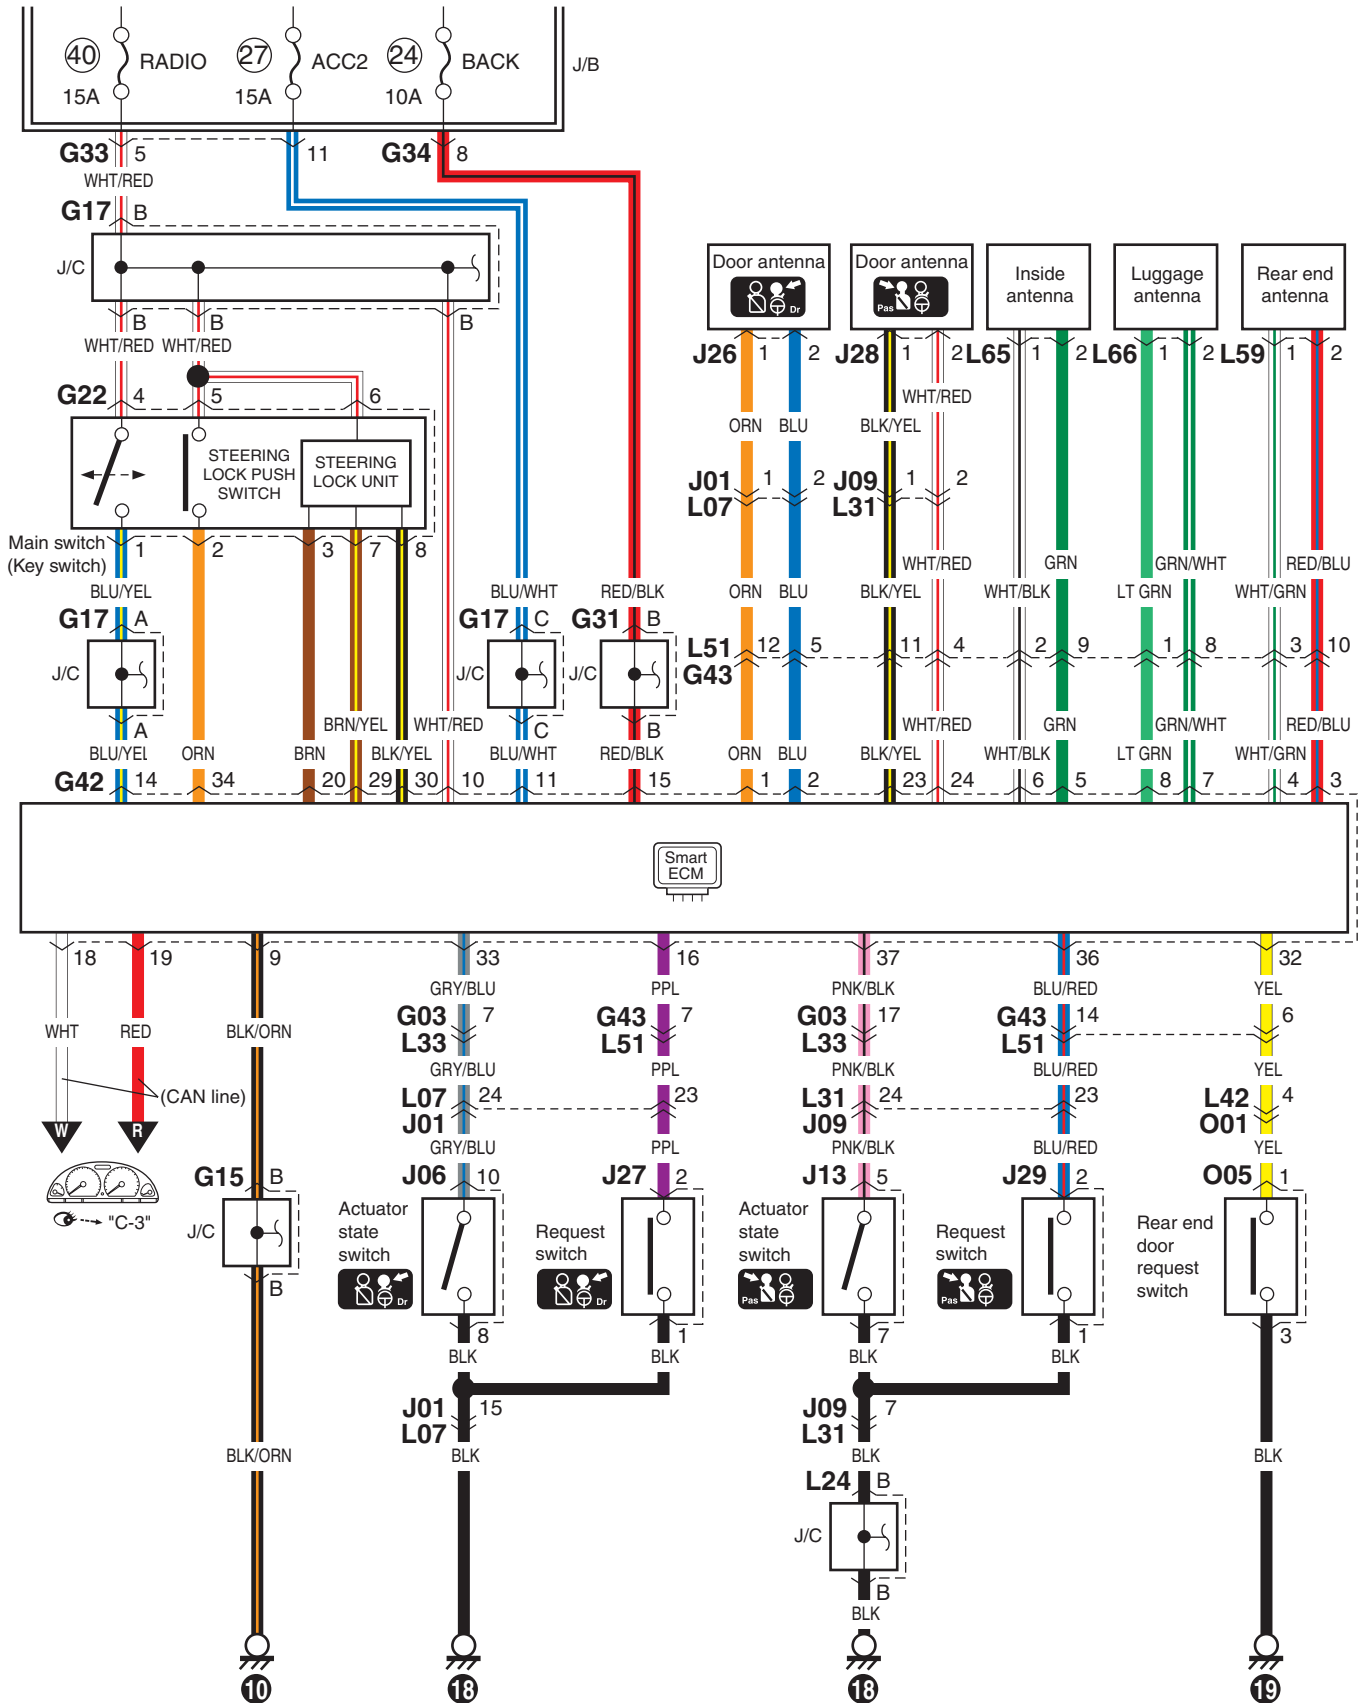 40 RADIO 27 ACC2 24 BACK J/B
15A 15A 10A
G33 5 11 G34 8
WHT/RED
G17 B
J/C
Door antenna Door antenna Inside antenna Luggage antenna Rear end antenna
Dr Pas
B B B
WHT/RED WHT/RED
J26 1 2 J28 1 2 L65 1 2 L66 1 2 L59 1 2
G22 4 5 6
WHT/RED
ORN BLU BLK/YEL
STEERING LOCK PUSH SWITCH
STEERING LOCK UNIT
J01 1 2 J09 1 2
L07 L31
Main switch
(Key switch)
1 2 3 7 8
WHT/RED GRN GRN/WHT RED/BLU
BLU/YEL BLU/WHT RED/BLK ORN BLU BLK/YEL WHT/BLK LT GRN WHT/GRN
G17 A G17 C G31 B
L51 12 5 11 4 2 9 1 8 3 10
G43
J/C J/C J/C
A C B
BRN/YEL WHT/RED WHT/RED GRN GRN/WHT RED/BLU
BLU/YEL ORN BRN BLK/YEL BLU/WHT RED/BLK ORN BLU BLK/YEL WHT/BLK LT GRN WHT/GRN
G42 14 34 20 29 30 10 11 15 1 2 23 24 6 5 8 7 4 3
Smart
ECM
18 19 9 33 16 37 36 32
GRY/BLU PPL PNK/BLK BLU/RED YEL
G03 7 G43 7 G03 17 G43 14 6
L33 L51 L33 L51
WHT RED BLK/ORN
GRY/BLU PPL PNK/BLK BLU/RED YEL
(CAN line)
L07 24 23 L31 24 23 L42 4
J01 J09 O01
W R
GRY/BLU PPL PNK/BLK BLU/RED YEL
G15 B J06 10 J27 2 J13 5 J29 2 O05 1
"C-3"
J/C
B
Actuator
state
switch
Dr
Request
switch
Dr
Actuator
state
switch
Pas
Request
switch
Pas
Rear end
door
request
switch
8 1 7 1 3
BLK BLK BLK BLK
J01 15 J09 7
L07 L31
BLK/ORN BLK BLK BLK
L24 B
J/C
B
BLK
10 18 18 19